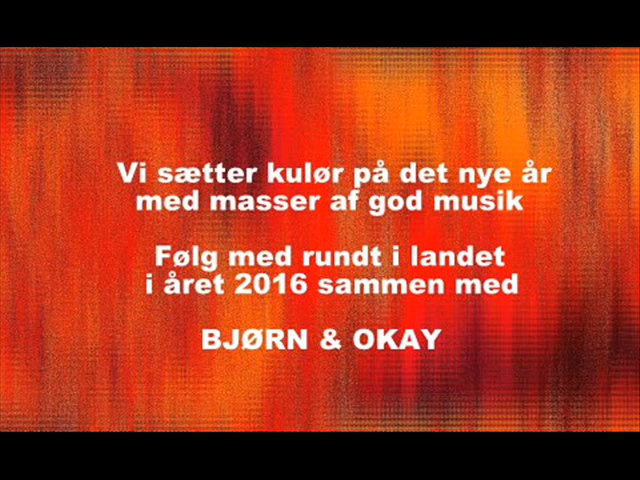 Vi sætter kulør på det nye år
med masser af god musik
Følg med rundt i landet
i året 2016 sammen med
BJØRN & OKAY